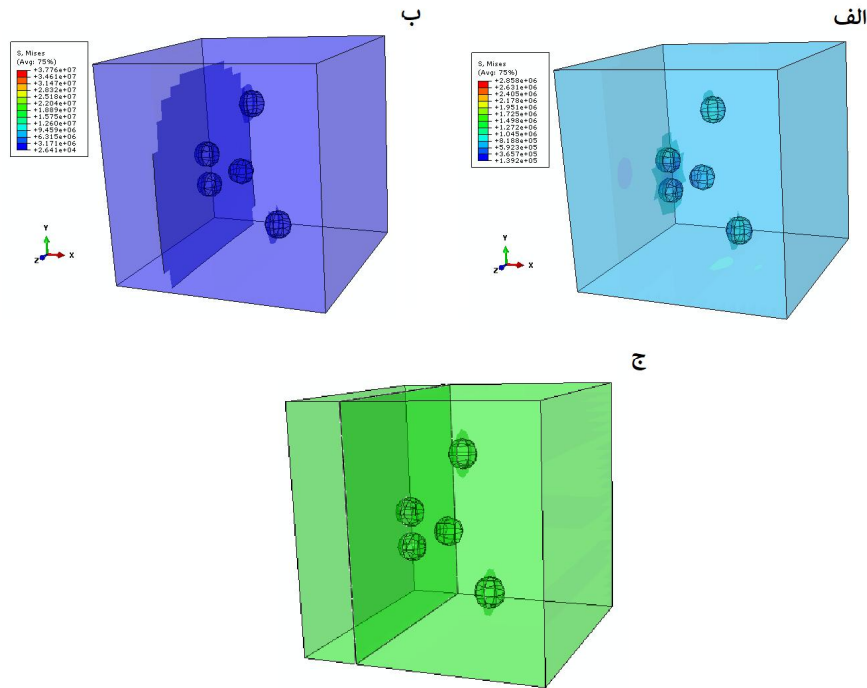 الف
ب
S, Mises
(Avg: 75%)
+3.776e+07
+3.461e+07
+3.147e+07
+2.832e+07
+2.518e+07
+2.204e+07
+1.889e+07
+1.575e+07
+1.260e+07
+9.459e+06
+6.315e+06
+3.171e+06
+2.641e+04
Y
Z
X
S, Mises
(Avg: 75%)
+2.858e+06
+2.631e+06
+2.405e+06
+2.178e+06
+1.951e+06
+1.725e+06
+1.498e+06
+1.272e+06
+1.045e+06
+8.188e+05
+5.923e+05
+3.657e+05
+1.392e+05
Y
Z
X
ج